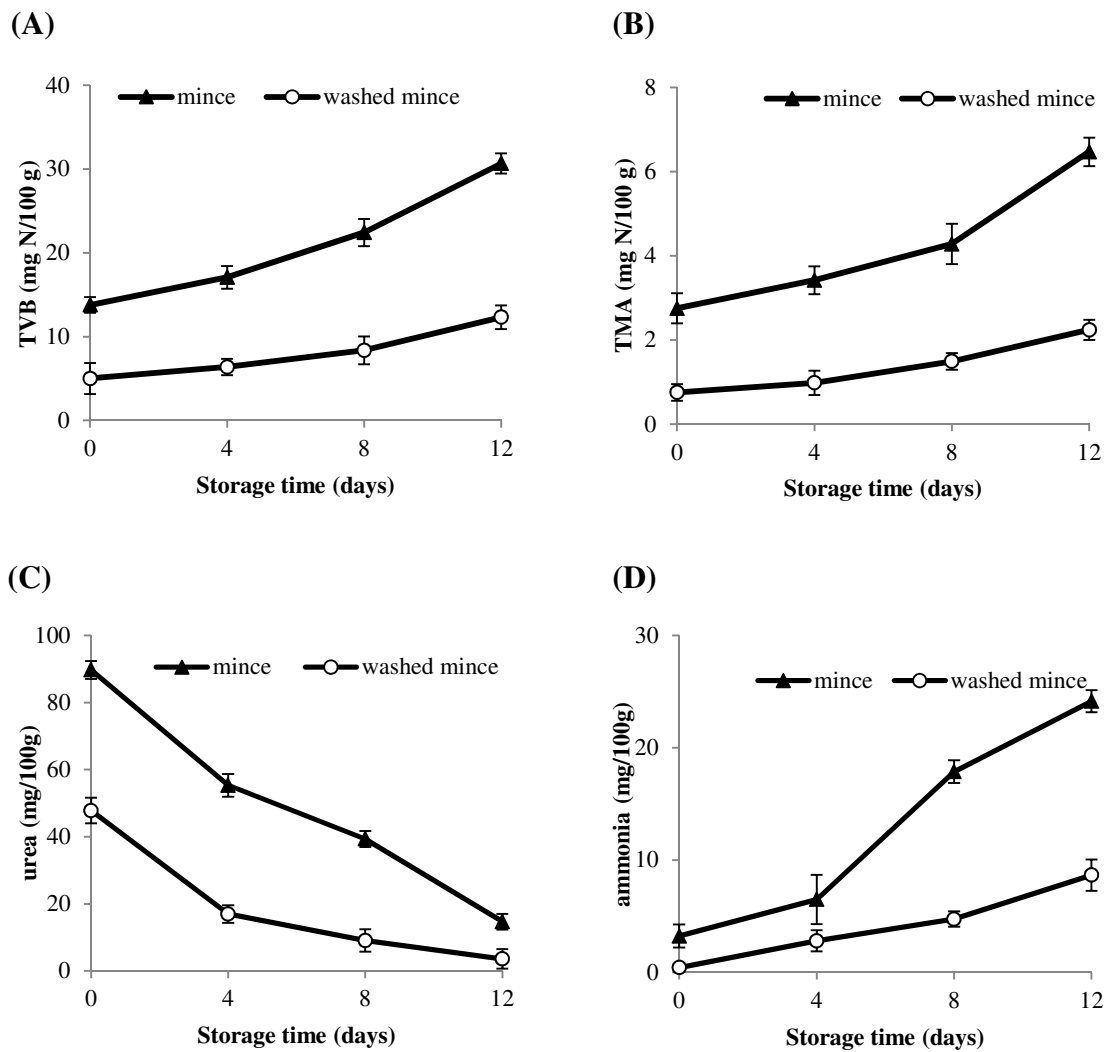 (A)
mince washed mince
40
30
20
10
0
TVB (mg N/100 g)
0 4 8 12
Storage time (days)
(B)
mince washed mince
8
6
4
2
0
TMA (mg N/100 g)
0 4 8 12
Storage time (days)
(C)
mince washed mince
100
80
60
40
20
0
urea (mg/100g)
0 4 8 12
Storage time (days)
(D)
mince washed mince
30
20
10
0
ammonia (mg/100g)
0 4 8 12
Storage time (days)